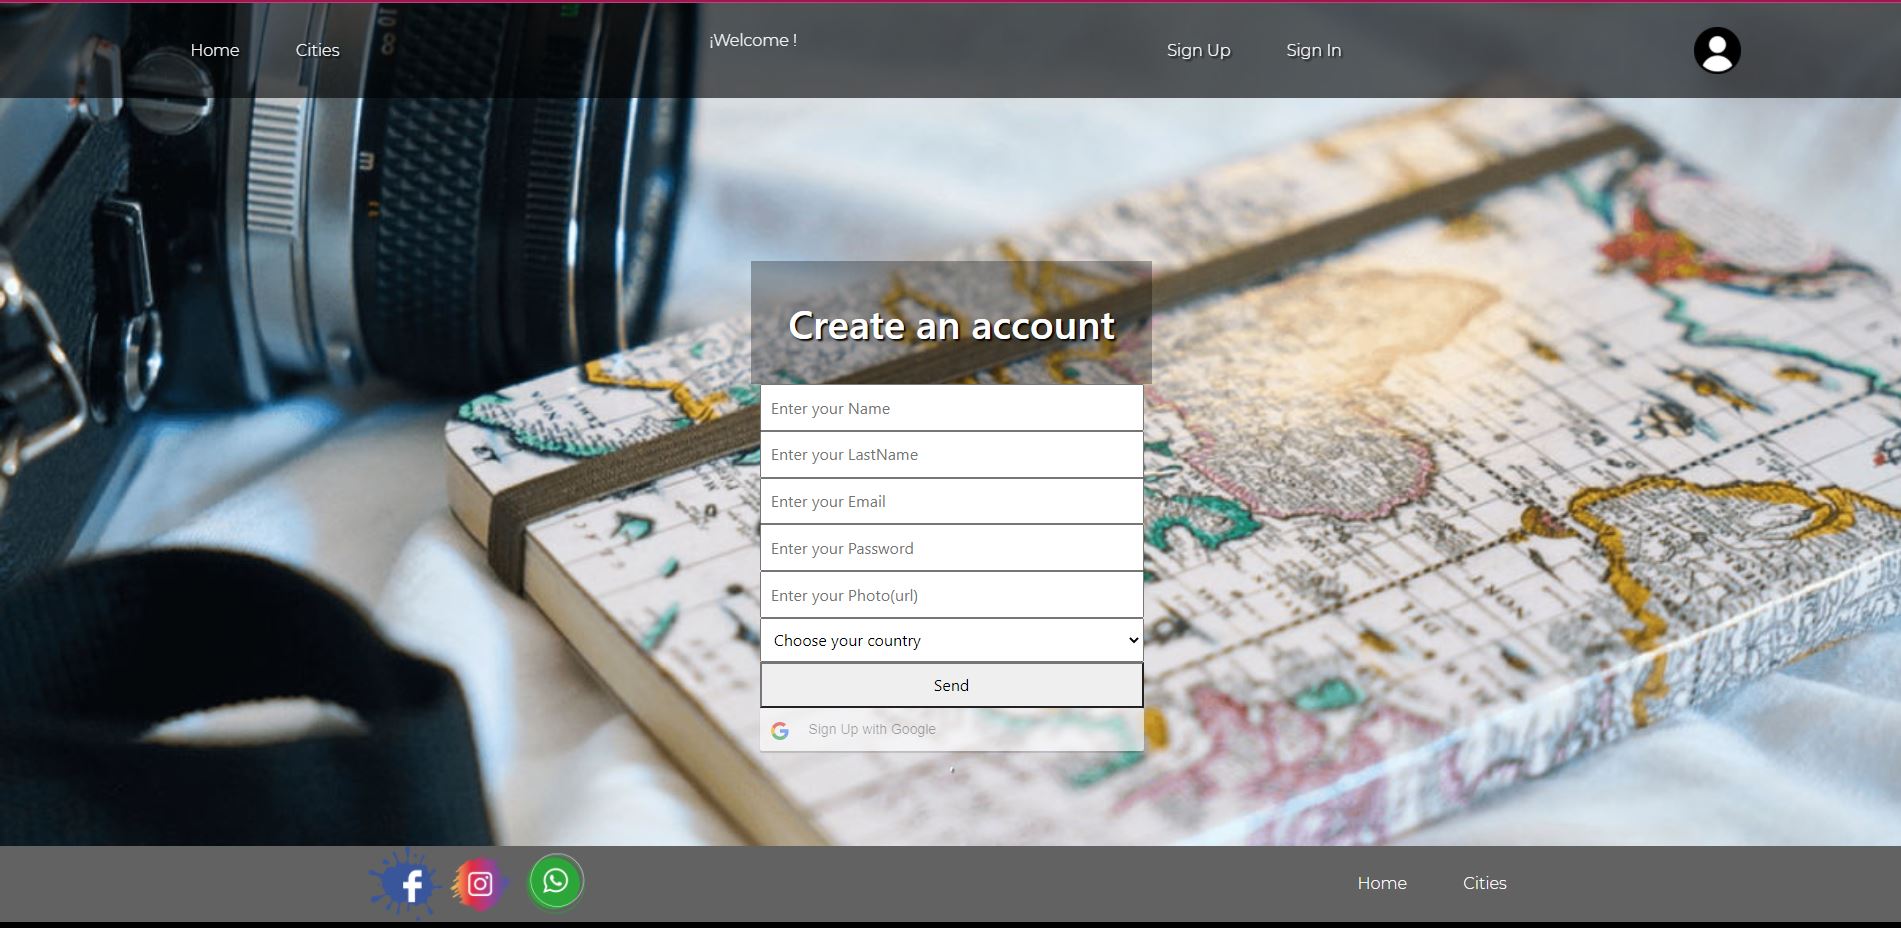 Home
Cities
¡Welcome !
Sign Up
Sign In
Create an account
Enter your Name
Enter your LastName
Enter your Email
Enter your Password
Enter your Photo(url)
Choose your country
Send
Sign Up with Google
Home
Cities